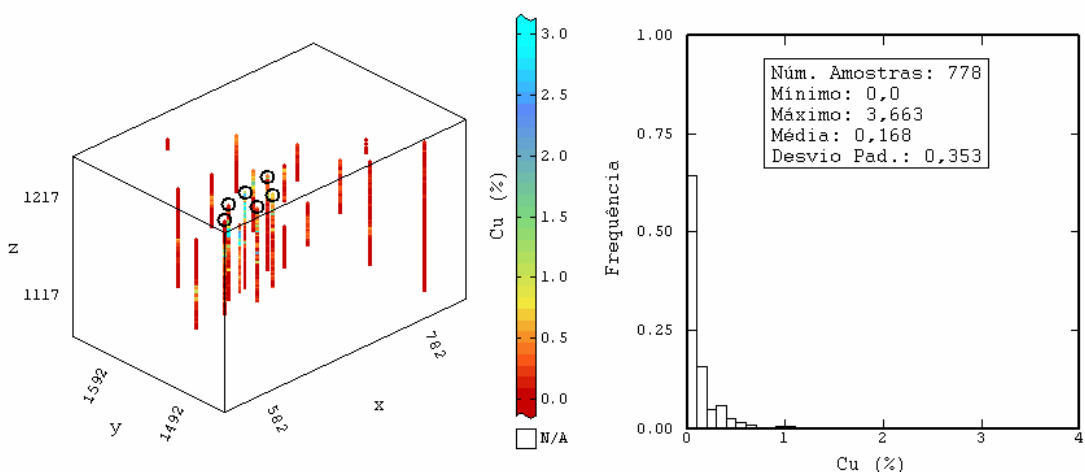 1217
z
1117
1592
y
1492
582
x
782
Cu (%)
3.0
2.5
2.0
1.5
1.0
0.5
0.0
N/A
Frequência
1.00
0.75
0.50
0.25
0.00
Núm. Amostras: 778
Mínimo: 0,0
Máximo: 3,663
Média: 0,168
Desvio Pad.: 0,353
0 1 2 3 4
Cu (%)